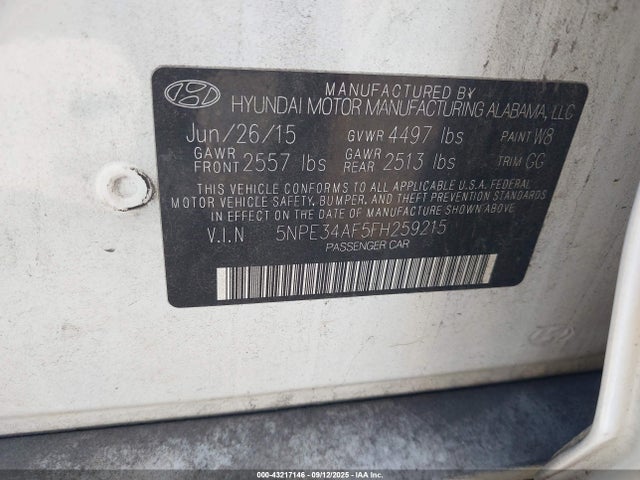 MANUFACTURED BY
HYUNDAI MOTOR MANUFACTURING ALABAMA, LLC
Jun/26/15 GVWR 4497 lbs PAINT W8
GAWR FRONT 2557 lbs GAWR REAR 2513 lbs TRIM GG
THIS VEHICLE CONFORMS TO ALL APPLICABLE U.S.A. FEDERAL
MOTOR VEHICLE SAFETY, BUMPER, AND THEFT PREVENTION STANDARDS
IN EFFECT ON THE DATE OF MANUFACTURE SHOWN ABOVE.
V.I.N 5NPE34AF5FH259215
PASSENGER CAR
000-43217146 - 09/12/2025 - IAAI.COM